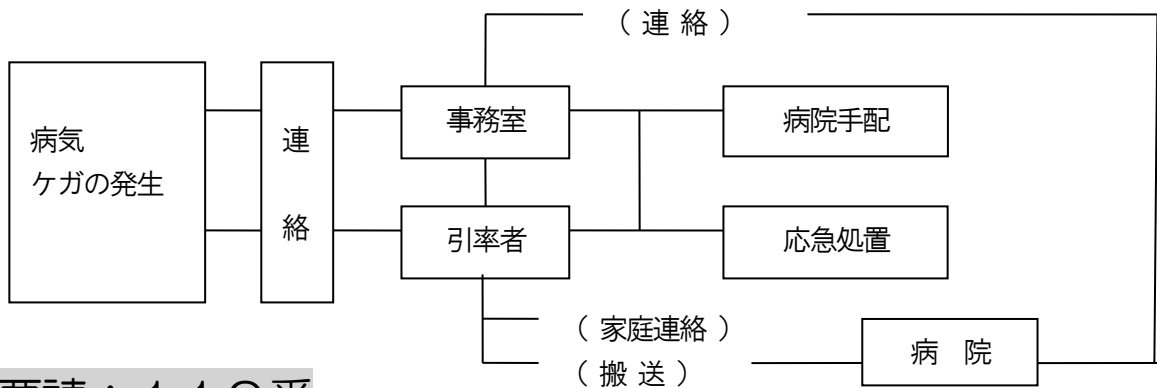 （ 連 絡 ）
病気
ケガの発生
連
絡
事務室
病院手配
引率者
応急処置
（ 家庭連絡 ）
（ 搬 送 ）
病　院